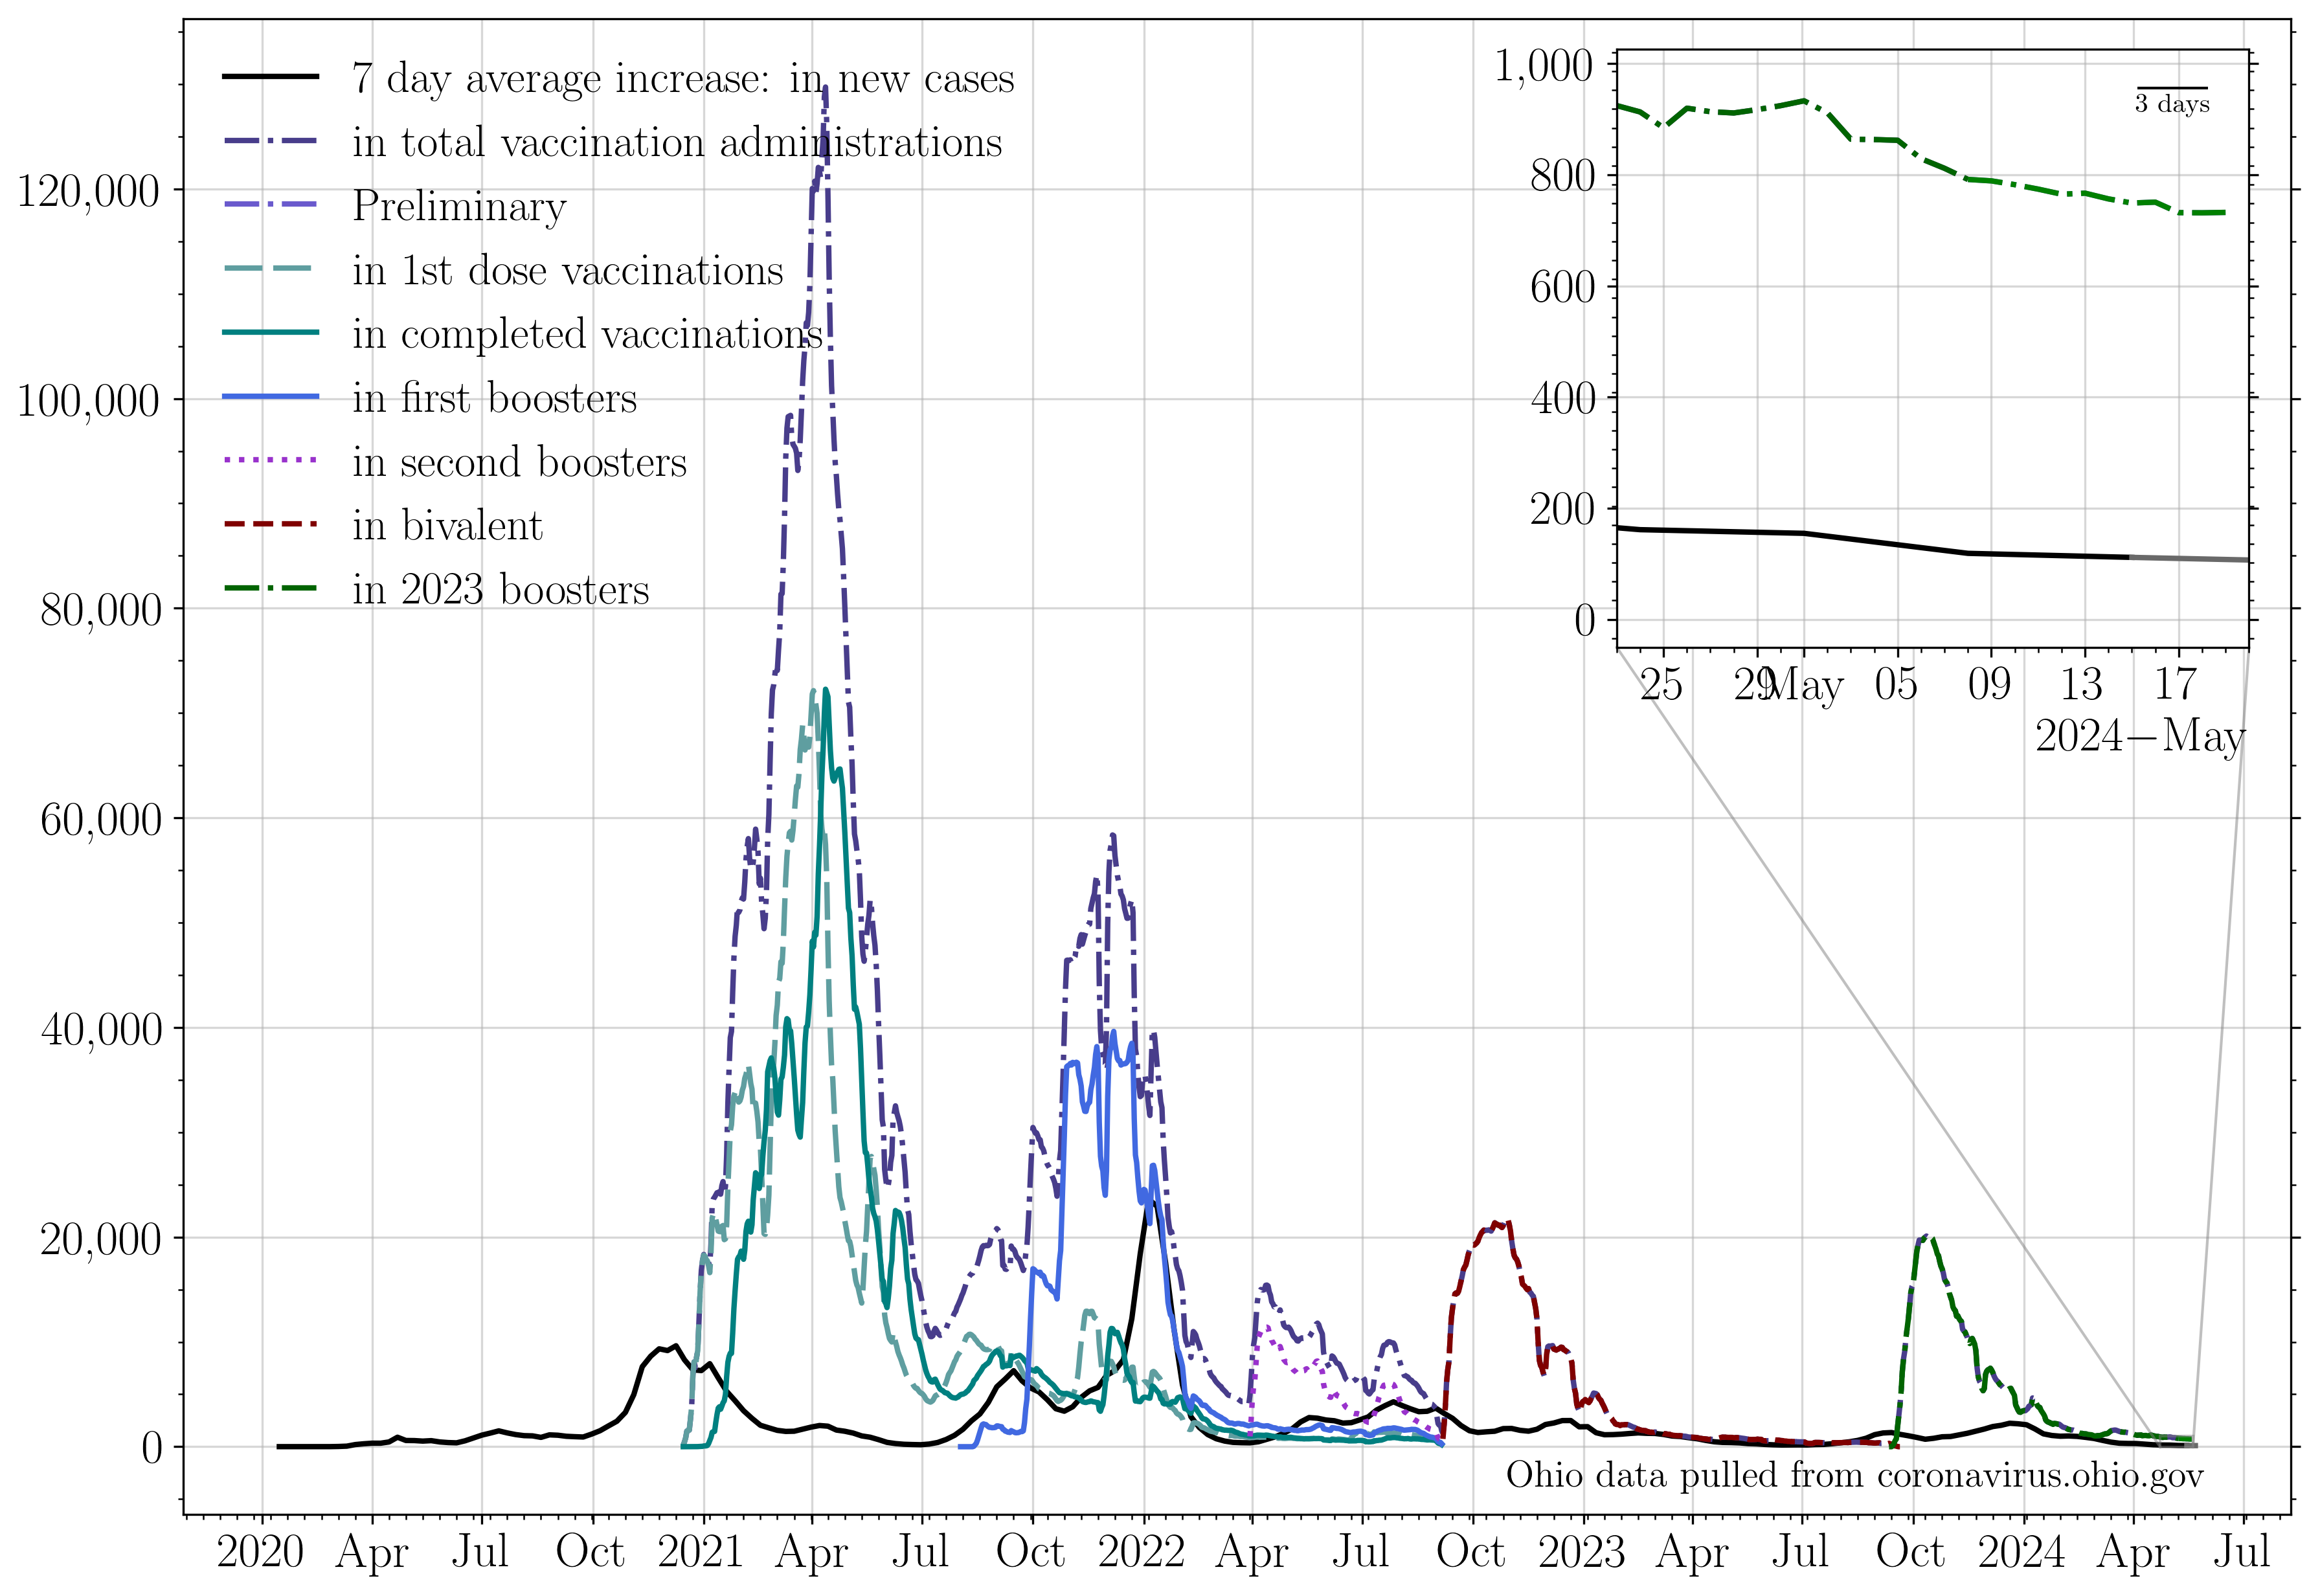 7 day average increase: in new cases
in total vaccination administrations
Preliminary
in 1st dose vaccinations
in completed vaccinations
in first boosters
in second boosters
in bivalent
in 2023 boosters
120,000
100,000
80,000
60,000
40,000
20,000
0
1,000
800
600
400
200
0
3 days
25 29 May 05 09 13 17
2024−May
Ohio data pulled from coronavirus.ohio.gov
2020 Apr Jul Oct 2021 Apr Jul Oct 2022 Apr Jul Oct 2023 Apr Jul Oct 2024 Apr Jul